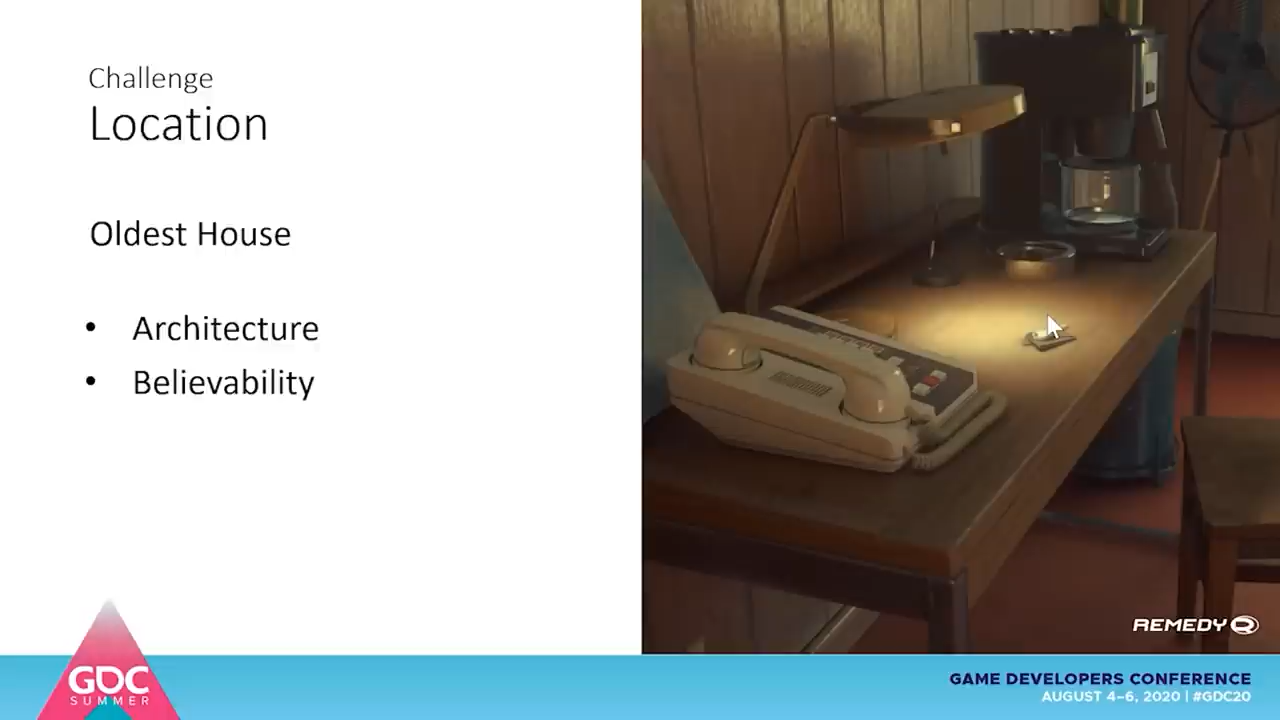 Challenge
Location
Oldest House
• Architecture
• Believability
REMEDY
GDC
SUMMER
GAME DEVELOPERS CONFERENCE
AUGUST 4–6, 2020 | #GDC20